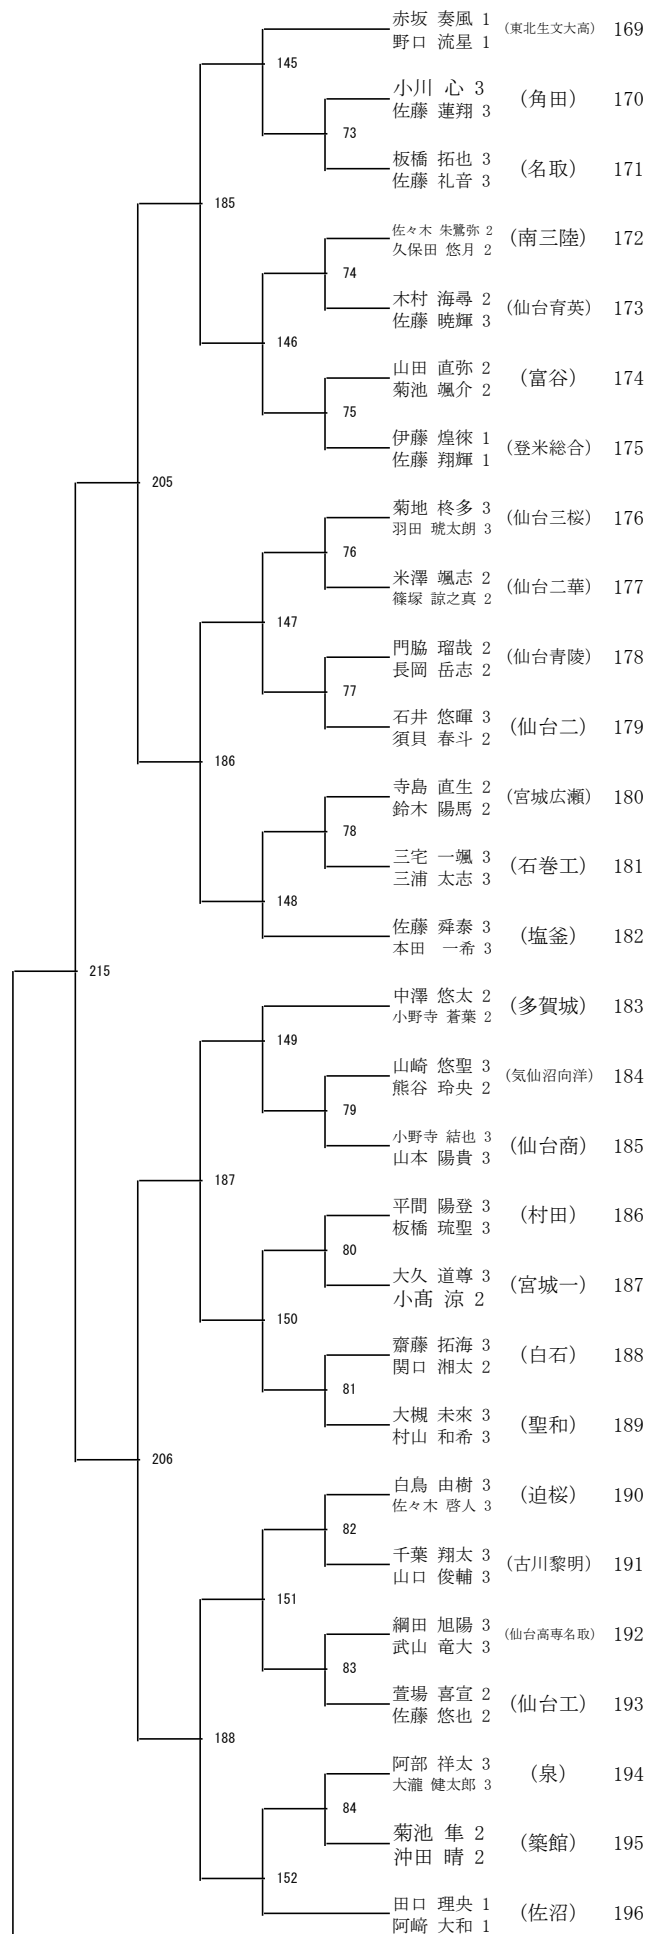 赤坂 奏風 1
野口 流星 1
(東北生文大高) 169
145
小川 心 3
佐藤 蓮翔 3
(角田) 170
73
板橋 拓也 3
佐藤 礼音 3
(名取) 171
185
佐々木 朱鷺弥 2
久保田 悠月 2
(南三陸) 172
74
木村 海尋 2
佐藤 暁輝 3
(仙台育英) 173
146
山田 直弥 2
菊池 颯介 2
(富谷) 174
75
伊藤 煌徠 1
佐藤 翔輝 1
(登米総合) 175
205
菊地 柊多 3
羽田 琥太朗 3
(仙台三桜) 176
76
米澤 颯志 2
篠塚 諒之真 2
(仙台二華) 177
147
門脇 瑠哉 2
長岡 岳志 2
(仙台青陵) 178
77
石井 悠暉 3
須貝 春斗 2
(仙台二) 179
186
寺島 直生 2
鈴木 陽馬 2
(宮城広瀬) 180
78
三宅 一颯 3
三浦 太志 3
(石巻工) 181
148
佐藤 舜泰 3
本田 一希 3
(塩釜) 182
215
中澤 悠太 2
小野寺 蒼葉 2
(多賀城) 183
149
山崎 悠聖 3
熊谷 玲央 2
(気仙沼向洋) 184
79
小野寺 結也 3
山本 陽貴 3
(仙台商) 185
187
平間 陽登 3
板橋 琉聖 3
(村田) 186
80
大久 道尊 3
小髙 涼 2
(宮城一) 187
150
齋藤 拓海 3
関口 湘太 2
(白石) 188
81
大槻 未來 3
村山 和希 3
(聖和) 189
206
白鳥 由樹 3
佐々木 啓人 3
(迫桜) 190
82
千葉 翔太 3
山口 俊輔 3
(古川黎明) 191
151
綱田 旭陽 3
武山 竜大 3
(仙台高専名取) 192
83
萱場 喜宣 2
佐藤 悠也 2
(仙台工) 193
188
阿部 祥太 3
大瀧 健太郎 3
(泉) 194
84
菊池 隼 2
沖田 晴 2
(築館) 195
152
田口 理央 1
阿﨑 大和 1
(佐沼) 196